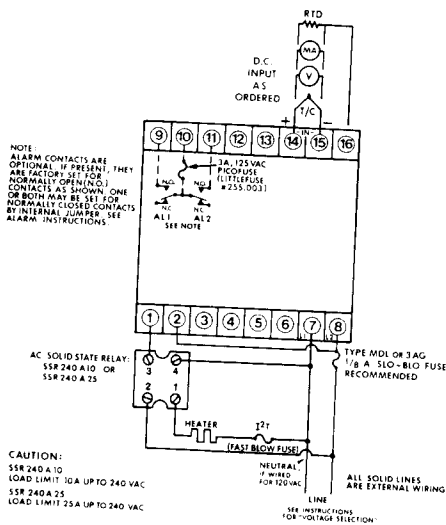 RTD
MA
D.C.
INPUT
AS
ORDERED
V
T/C
+ -
IN
9 10 11 12 13 14 15 16
NOTE:
ALARM CONTACTS ARE
OPTIONAL. IF PRESENT, THEY
ARE FACTORY SET FOR
NORMALLY OPEN (N.O.)
CONTACTS AS SHOWN. ONE
OR BOTH MAY BE SET FOR
NORMALLY CLOSED CONTACTS
BY INTERNAL JUMPER. SEE
ALARM INSTRUCTIONS.
3A, 125 VAC
PICOFUSE
(LITTLEFUSE
#255.003)
N.O. N.O.
N.C. N.C.
AL1 AL2
SEE NOTE
1 2 3 4 5 6 7 8
L1 L2
AC SOLID STATE RELAY:
SSR 240 A10 OR
SSR 240 A 25
3 4
2 1
TYPE MDL OR 3AG
1/8 A SLO-BLO FUSE
RECOMMENDED
HEATER
I²T
(FAST BLOW FUSE)
NEUTRAL
IF WIRED
FOR 120VAC
CAUTION:
SSR 240 A 10
LOAD LIMIT 10A UP TO 240 VAC
SSR 240 A 25
LOAD LIMIT 25A UP TO 240 VAC
ALL SOLID LINES
ARE EXTERNAL WIRING
LINE
SEE INSTRUCTIONS
FOR "VOLTAGE SELECTION"